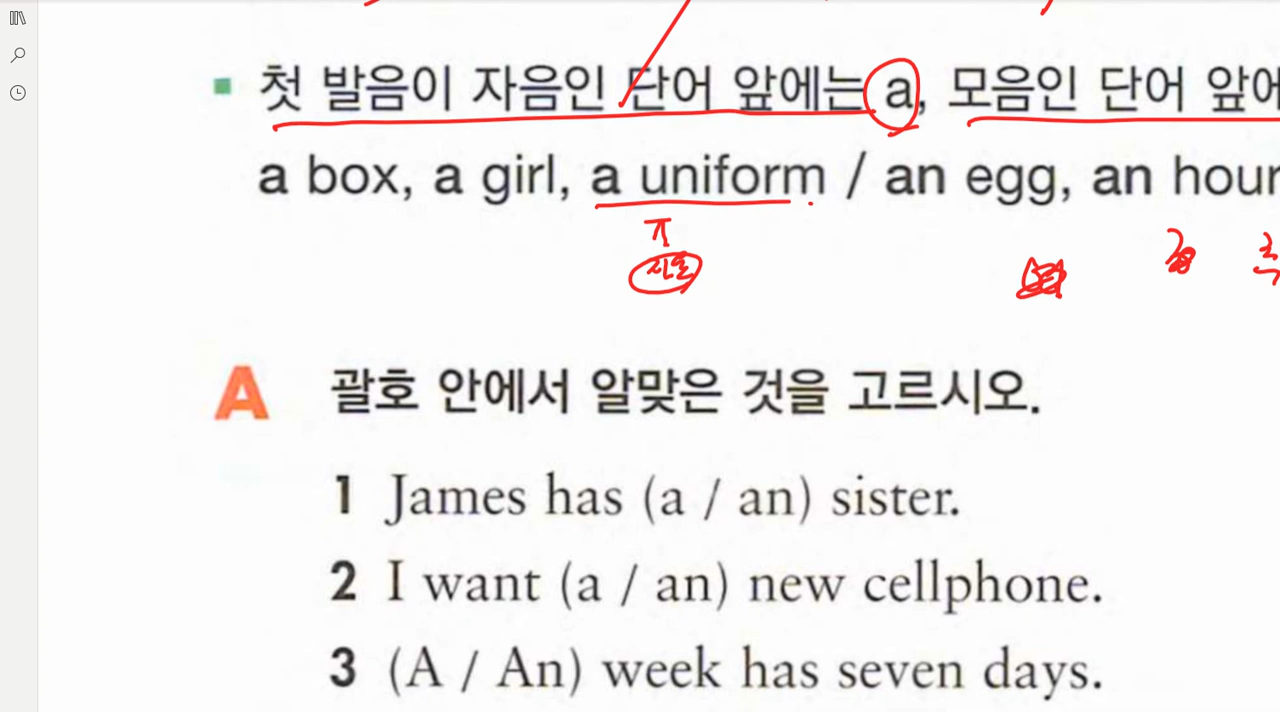 첫 발음이 자음인 단어 앞에는 a, 모음인 단어 앞에
a box, a girl, a uniform / an egg, an hour
자음
A 괄호 안에서 알맞은 것을 고르시오.
1 James has (a / an) sister.
2 I want (a / an) new cellphone.
3 (A / An) week has seven days.